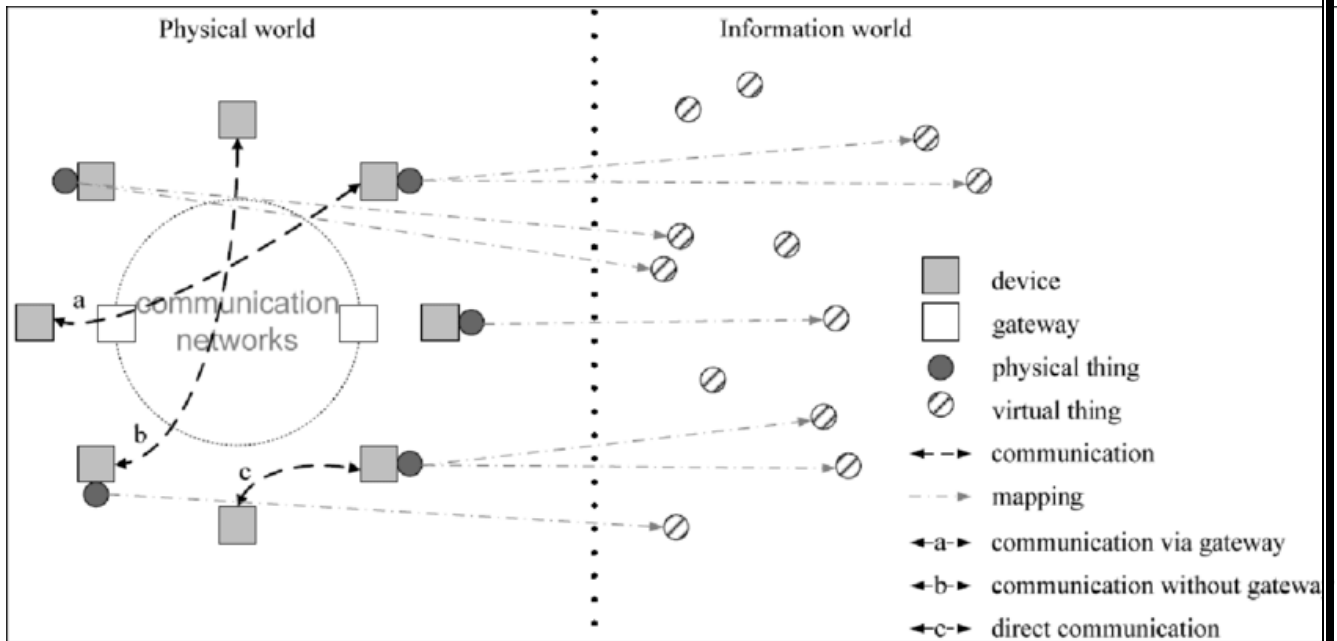 Physical world
Information world
a
communication
networks
b
c
device
gateway
physical thing
virtual thing
communication
mapping
a communication via gateway
b communication without gatewa
c direct communication